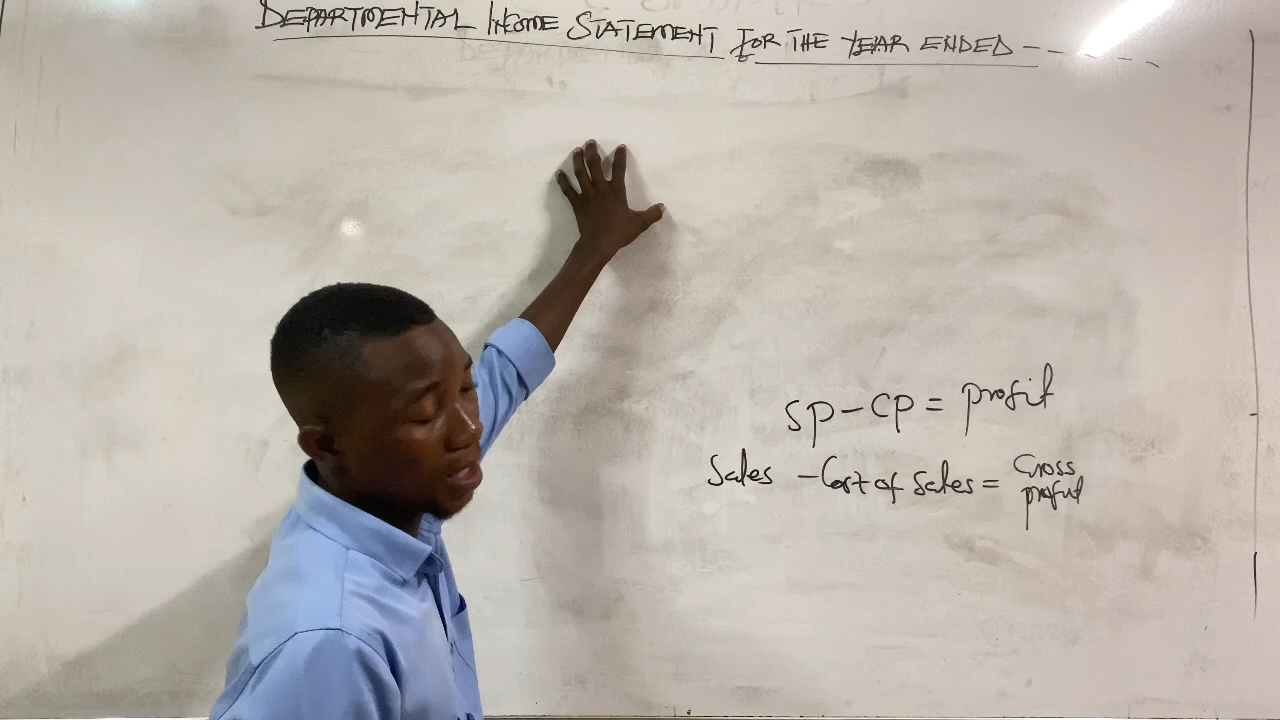 DEPARTMENTAL INCOME STATEMENT FOR THE YEAR ENDED - - - - -
SP - CP = profit
Sales - Cost of Sales = Gross profit